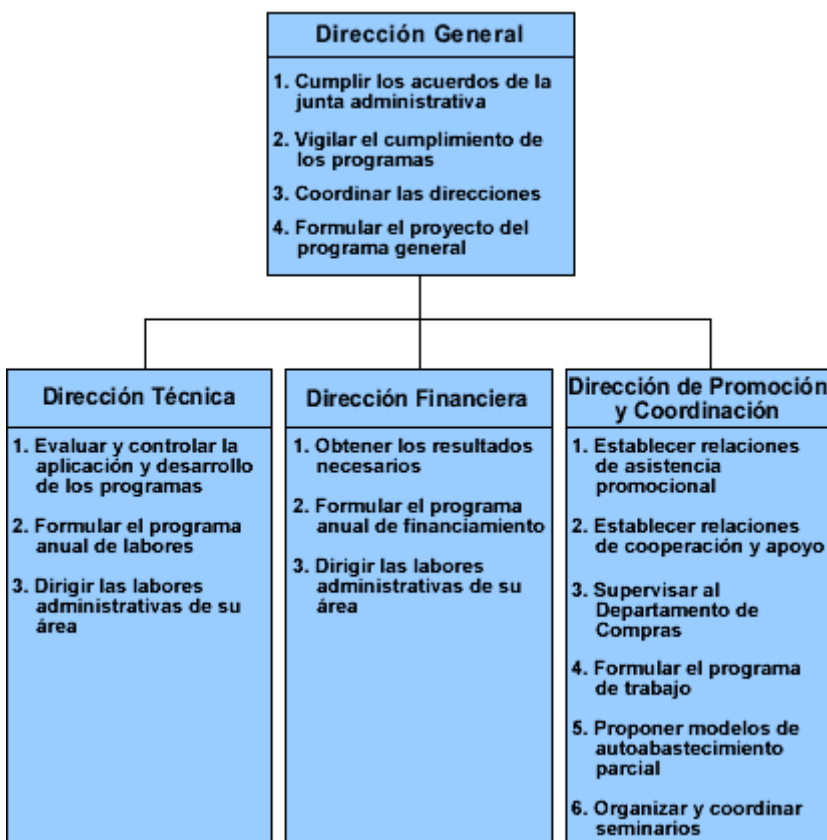 Dirección General
1. Cumplir los acuerdos de la
junta administrativa
2. Vigilar el cumplimiento de
los programas
3. Coordinar las direcciones
4. Formular el proyecto del
programa general
Dirección Técnica
1. Evaluar y controlar la
aplicación y desarrollo
de los programas
2. Formular el programa
anual de labores
3. Dirigir las labores
administrativas de su
área
Dirección Financiera
1. Obtener los resultados
necesarios
2. Formular el programa
anual de financiamiento
3. Dirigir las labores
administrativas de su
área
Dirección de Promoción
y Coordinación
1. Establecer relaciones
de asistencia
promocional
2. Establecer relaciones
de cooperación y apoyo
3. Supervisar al
Departamento de
Compras
4. Formular el programa
de trabajo
5. Proponer modelos de
autoabastecimiento
parcial
6. Organizar y coordinar
seminarios